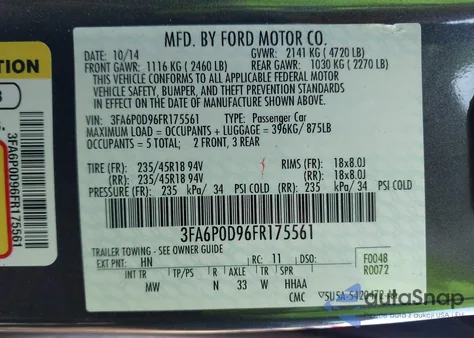 MFD. BY FORD MOTOR CO.
DATE: 10/14 GVWR: 2141 KG ( 4720 LB)
FRONT GAWR: 1116 KG ( 2460 LB) REAR GAWR: 1030 KG ( 2270 LB)
THIS VEHICLE CONFORMS TO ALL APPLICABLE FEDERAL MOTOR
VEHICLE SAFETY, BUMPER, AND THEFT PREVENTION STANDARDS
IN EFFECT ON THE DATE OF MANUFACTURE SHOWN ABOVE.
VIN: 3FA6P0D96FR175561 TYPE: Passenger Car
MAXIMUM LOAD = OCCUPANTS + LUGGAGE = 396KG/ 875LB
OCCUPANTS = 5 TOTAL: 2 FRONT, 3 REAR
TIRE (FR): 235/45R18 94V RIMS (FR): 18x8.0J
(RR): 235/45R18 94V (RR): 18x8.0J
PRESSURE (FR): 235 kPa/ 34 PSI COLD (RR): 235 kPa/ 34 PSI COLD
3FA6P0D96FR175561
TRAILER TOWING - SEE OWNER GUIDE
EXT PNT: HN RC: 11 DSO: F0048
R0072
INT TR TP/PS R AXLE TR SPR
MW N 33 W HHAA
CMC
TION
3FA6P0D96FR175561
autoSnap